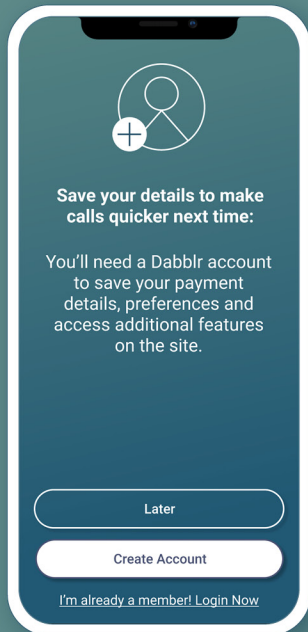 Save your details to make
calls quicker next time:
You'll need a Dabblr account
to save your payment
details, preferences and
access additional features
on the site.
Later
Create Account
I'm already a member! Login Now